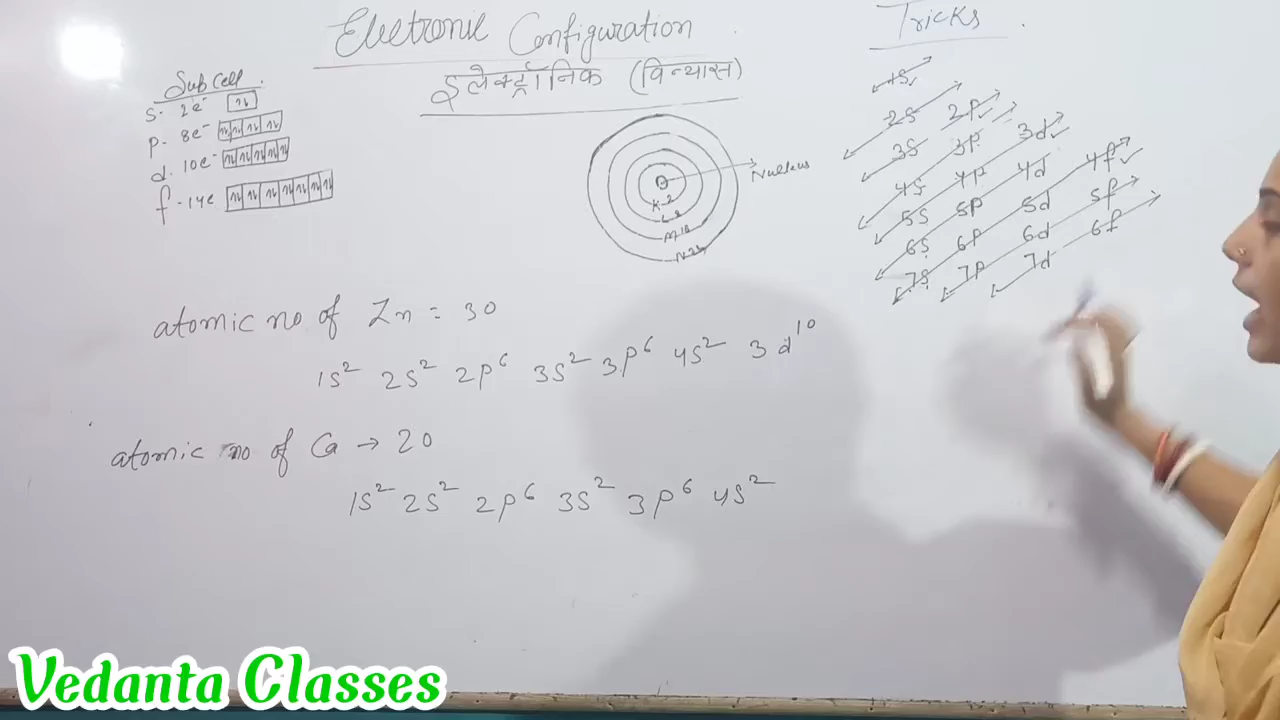 Electronic Configuration
इलेक्ट्रॉनिक (विन्यास)
Sub Cell
s- 2e⁻
p- 8e⁻
d. 10e⁻
f -14e
K-2
L-8
M-18
Nucleus
Tricks
1s
2s 2p
3s 3p 3d
4s 4p 4d 4f
5s 5p 5d 5f
6s 6p 6d 6f
7s 7p 7d
atomic no of Zn = 30
1s² 2s² 2p⁶ 3s² 3p⁶ 4s² 3d¹⁰
atomic no of Ca → 20
1s² 2s² 2p⁶ 3s² 3p⁶ 4s²
Vedanta Classes